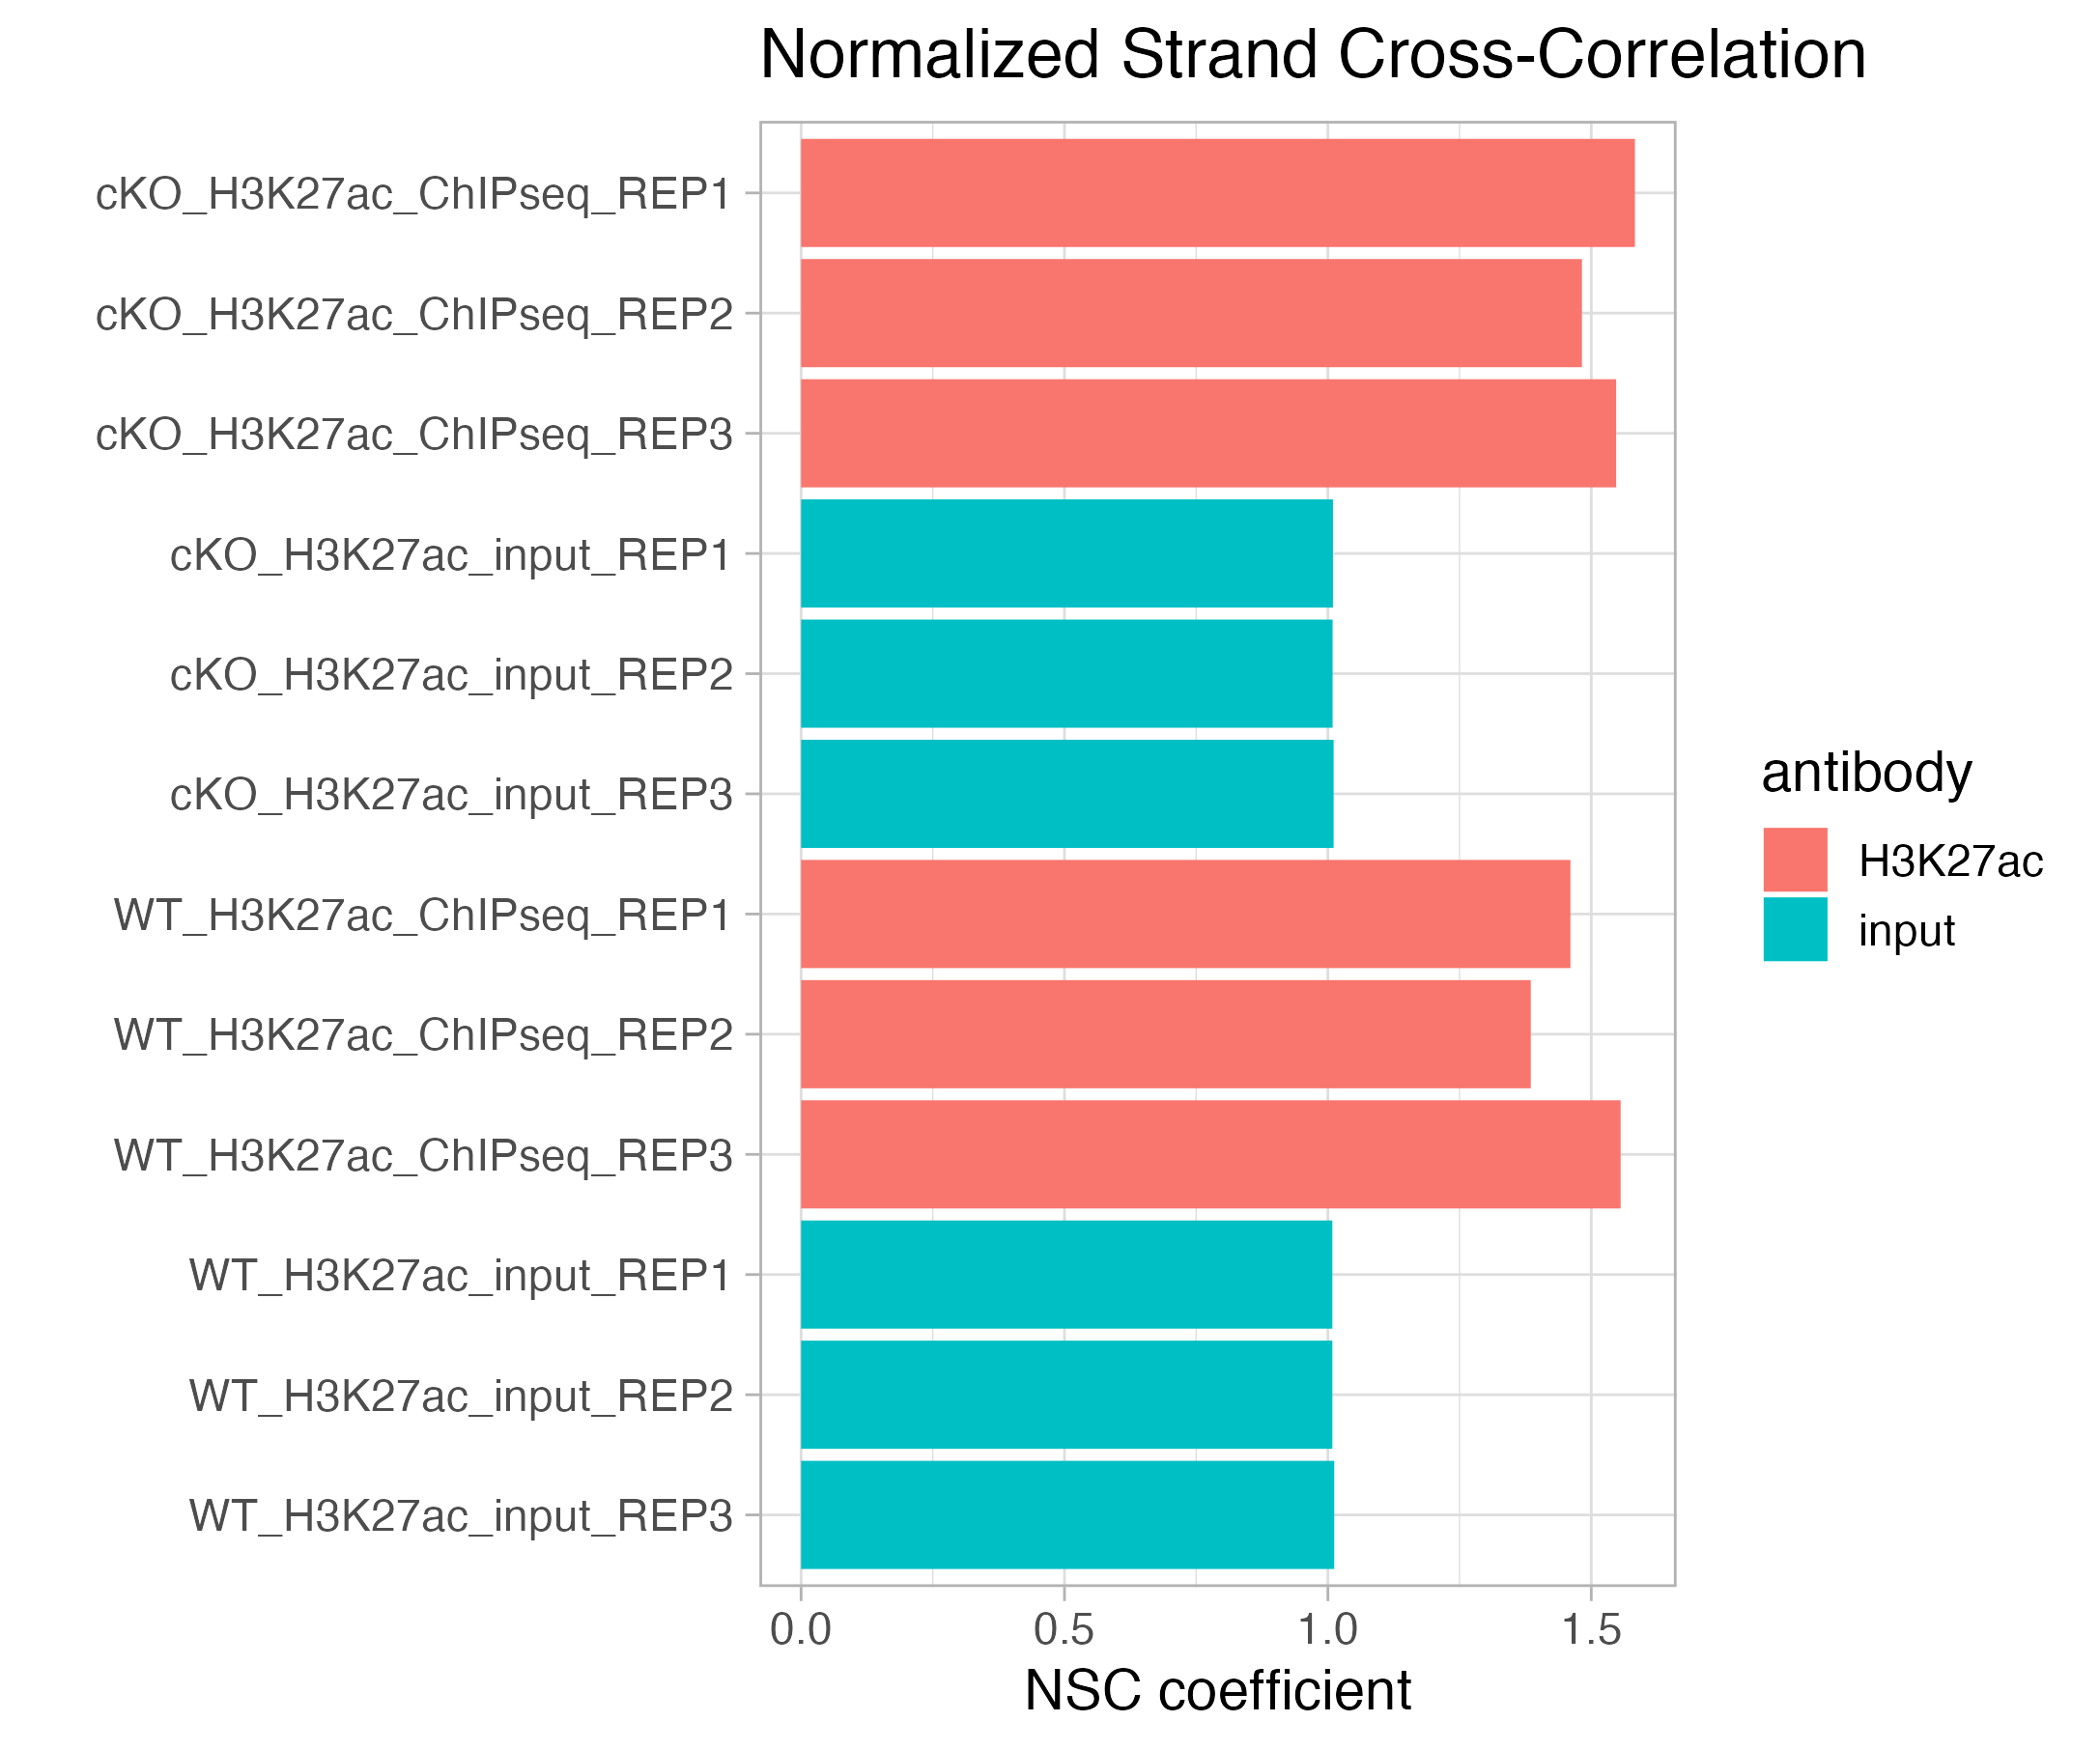 Normalized Strand Cross-Correlation
cKO_H3K27ac_ChIPseq_REP1
cKO_H3K27ac_ChIPseq_REP2
cKO_H3K27ac_ChIPseq_REP3
cKO_H3K27ac_input_REP1
cKO_H3K27ac_input_REP2
cKO_H3K27ac_input_REP3
WT_H3K27ac_ChIPseq_REP1
WT_H3K27ac_ChIPseq_REP2
WT_H3K27ac_ChIPseq_REP3
WT_H3K27ac_input_REP1
WT_H3K27ac_input_REP2
WT_H3K27ac_input_REP3
0.0 0.5 1.0 1.5
NSC coefficient
antibody
H3K27ac
input